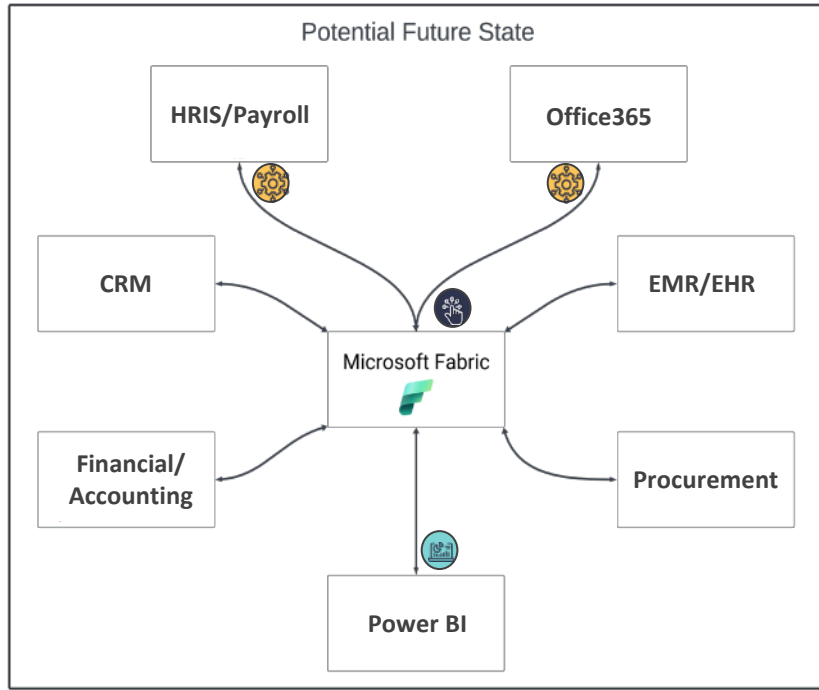 Potential Future State
HRIS/Payroll
Office365
CRM
EMR/EHR
Microsoft Fabric
Financial/
Accounting
Procurement
Power BI